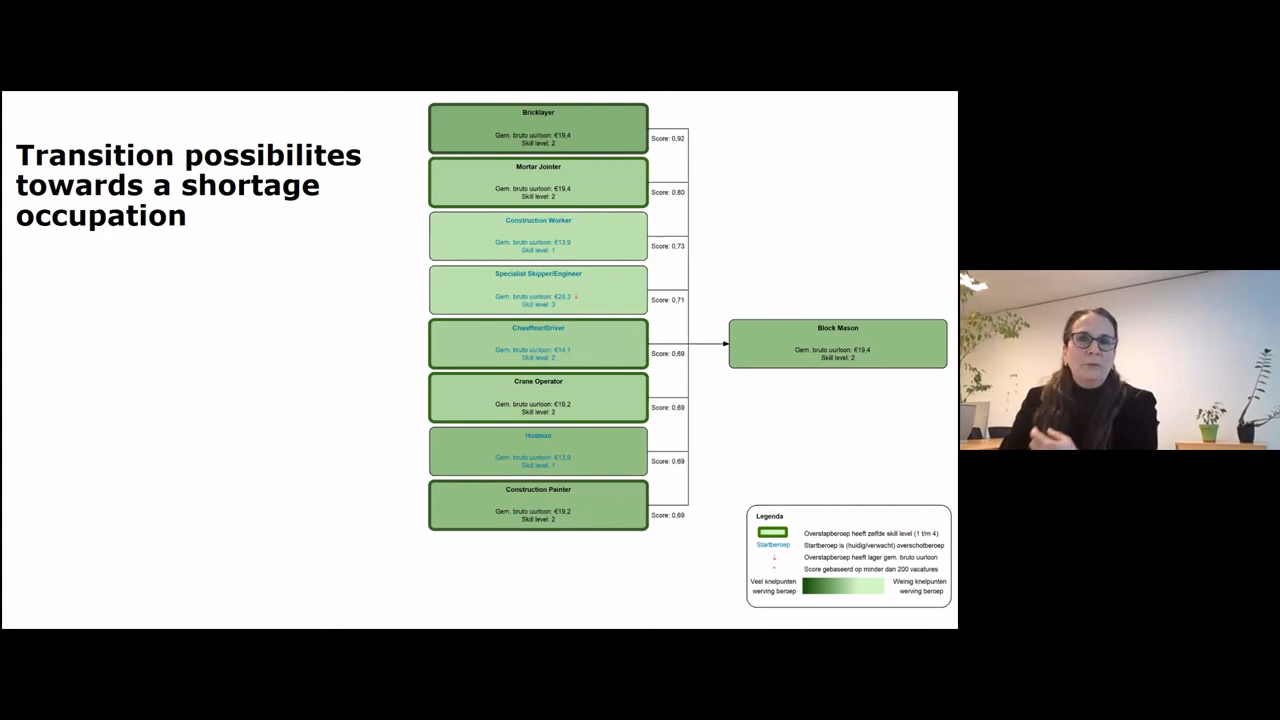 Transition possibilites
towards a shortage
occupation
Bricklayer
Gem. bruto uurloon: €19,4
Skill level: 2
Score: 0,92
Mortar Jointer
Gem. bruto uurloon: €19,4
Skill level: 2
Score: 0,80
Construction Worker
Gem. bruto uurloon: €13,9
Skill level: 1
Score: 0,73
Specialist Skipper/Engineer
Gem. bruto uurloon: €28,3 ↓
Skill level: 3
Score: 0,71
Chauffeur/Driver
Gem. bruto uurloon: €14,1
Skill level: 2
Score: 0,69
Crane Operator
Gem. bruto uurloon: €19,2
Skill level: 2
Score: 0,69
Hodman
Gem. bruto uurloon: €13,9
Skill level: 1
Score: 0,69
Construction Painter
Gem. bruto uurloon: €19,2
Skill level: 2
Score: 0,69
Block Mason
Gem. bruto uurloon: €19,4
Skill level: 2
Legenda
Overstapberoep heeft zelfde skill level (1 t/m 4)
Startberoep Startberoep is (huidig/verwacht) overschotberoep
↓ Overstapberoep heeft lager gem. bruto uurloon
* Score gebaseerd op minder dan 200 vacatures
Veel knelpunten
werving beroep
Weinig knelpunten
werving beroep